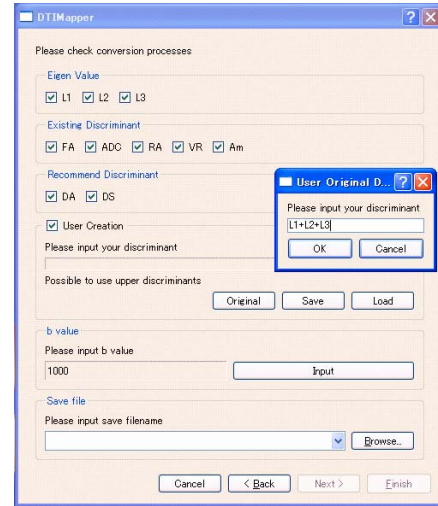 DTIMapper
Please check conversion processes
Eigen Value
L1 L2 L3
Existing Discriminant
FA ADC RA VR Am
Recommend Discriminant
DA DS
User Creation
Please input your discriminant
Possible to use upper discriminants
Original Save Load
b value
Please input b value
1000 Input
Save file
Please input save filename
Browse..
Cancel < Back Next > Finish
User Original D...
Please input your discriminant
L1+L2+L3
OK Cancel